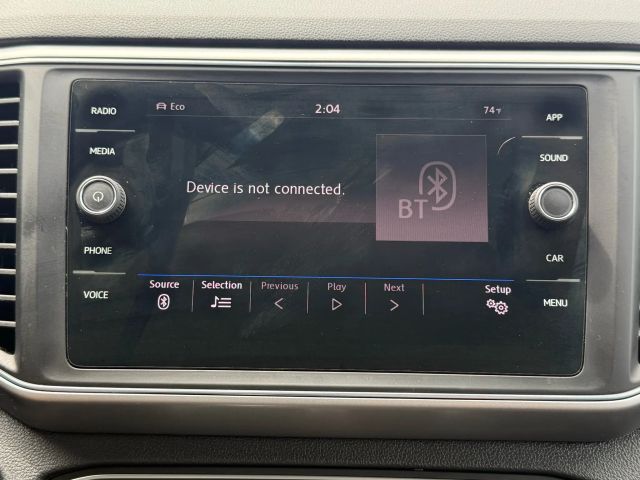 RADIO
MEDIA
PHONE
VOICE
Eco
2:04
74°F
Device is not connected.
BT
Source
Selection
Previous
Play
Next
Setup
APP
SOUND
CAR
MENU